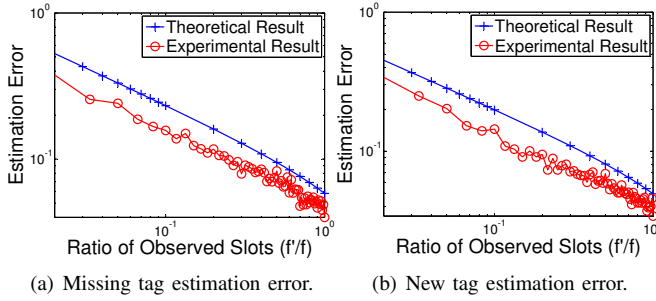 10^0
10^-1
Estimation Error
Theoretical Result
Experimental Result
10^-1
10^0
Ratio of Observed Slots (f'/f)
(a) Missing tag estimation error.
10^0
10^-1
Estimation Error
Theoretical Result
Experimental Result
10^-1
10^0
Ratio of Observed Slots (f'/f)
(b) New tag estimation error.